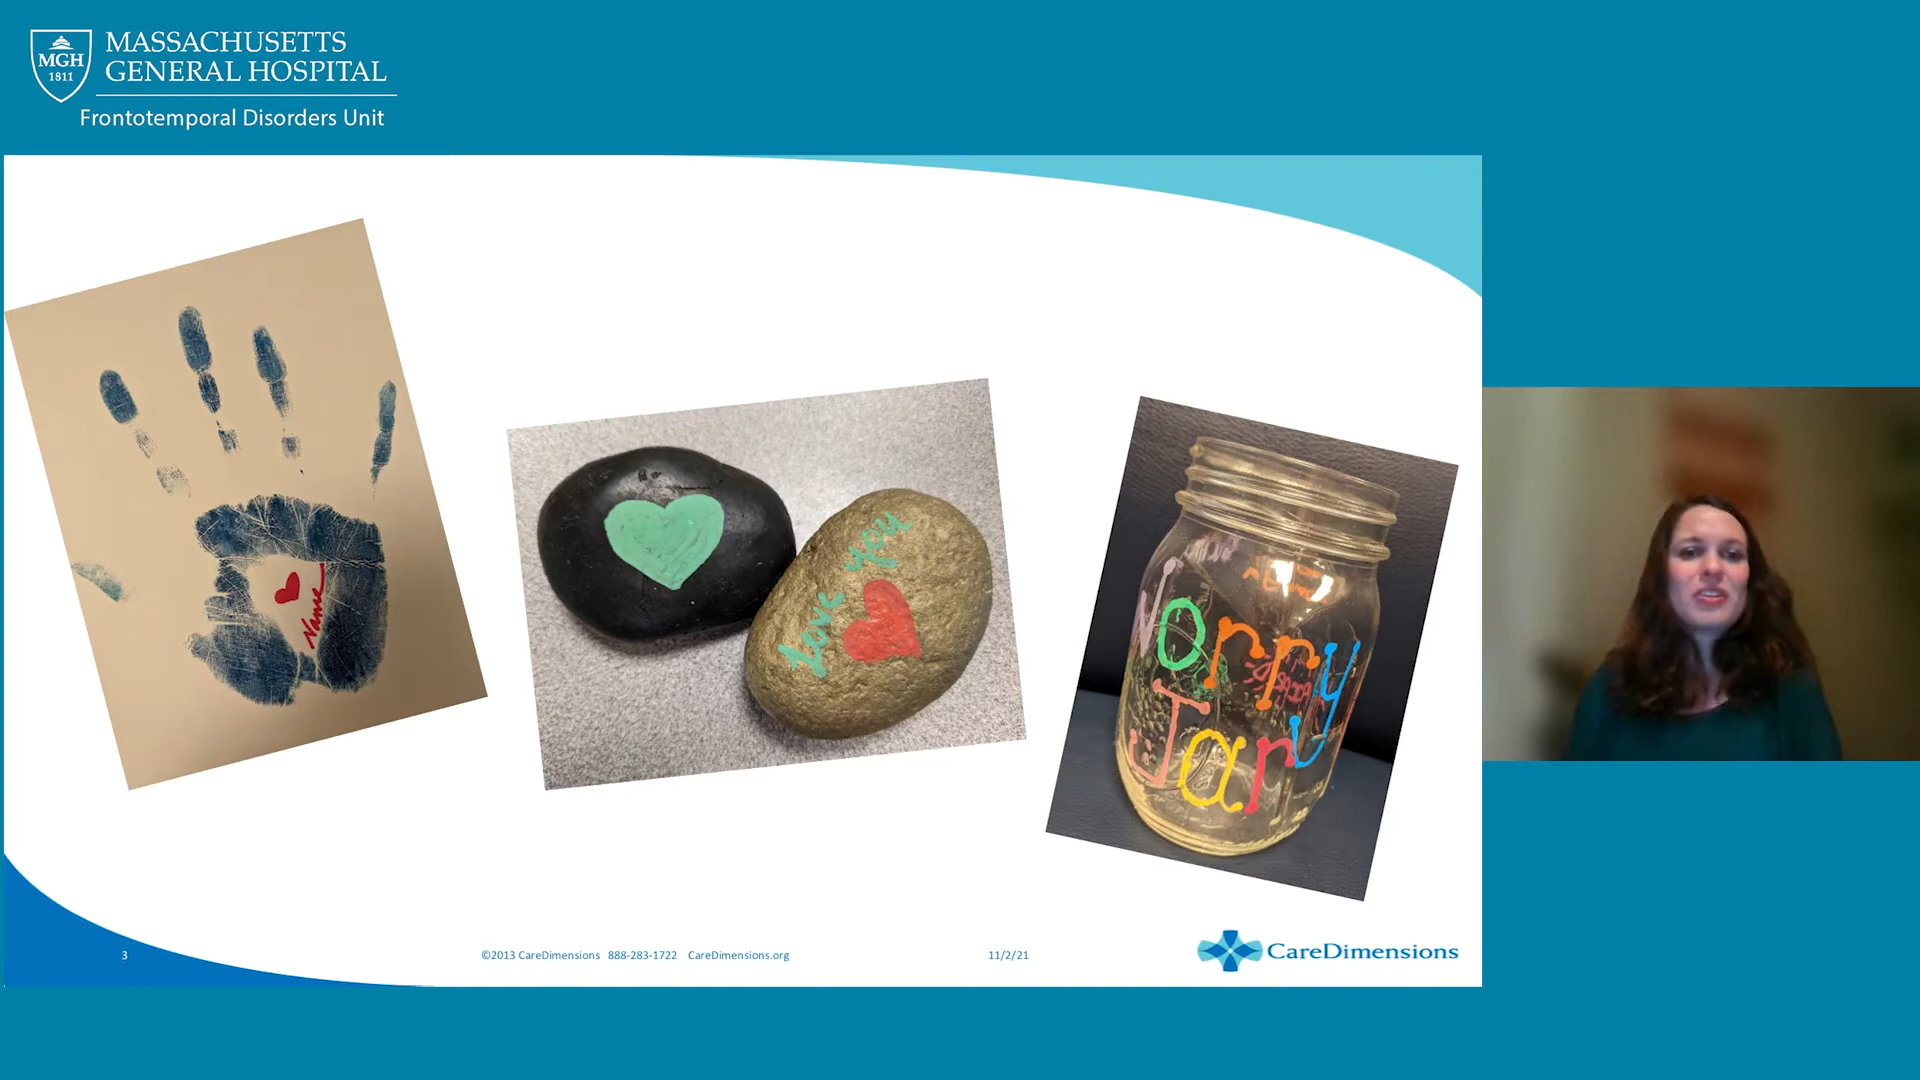 MGH
1811
MASSACHUSETTS
GENERAL HOSPITAL
Frontotemporal Disorders Unit
Name
Love you
Worry
Jar
3
©2013 CareDimensions 888-283-1722 CareDimensions.org
11/2/21
CareDimensions